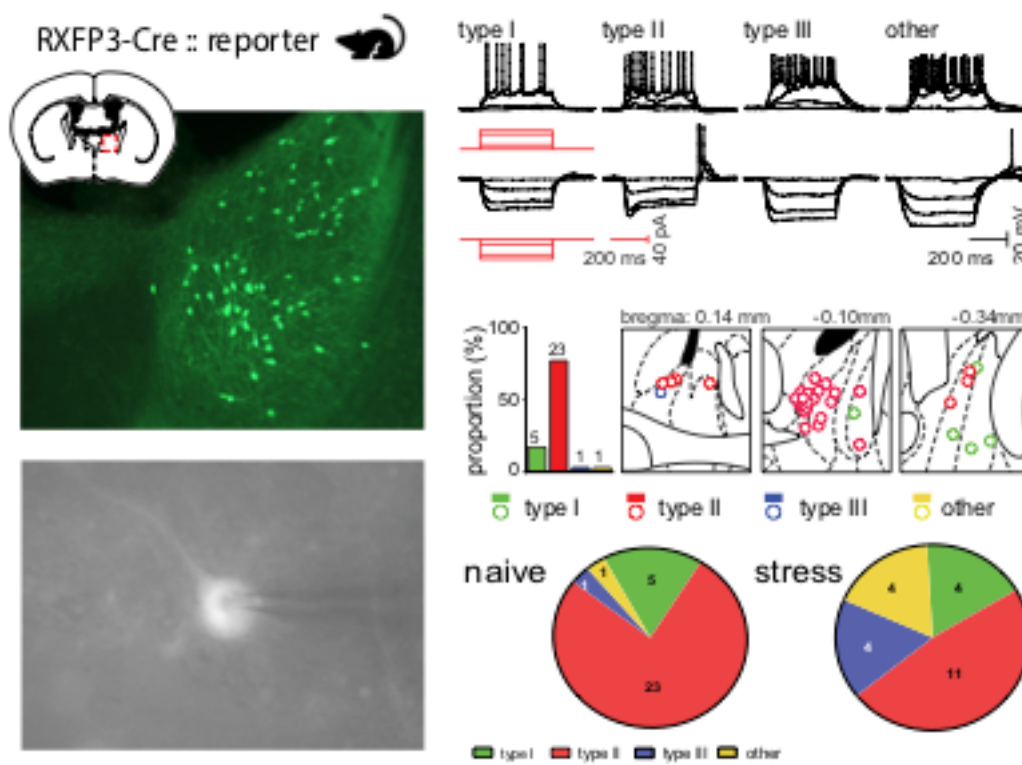 RXFP3-Cre :: reporter
type I type II type III other
200 ms 40 pA
200 ms 20 mV
bregma: 0.14 mm -0.10mm -0.34mm
proportion (%)
100
50
0
5 23 1 1
type I type II type III other
naive
1 1 5 23
stress
4 4 4 11
type I type II type III other